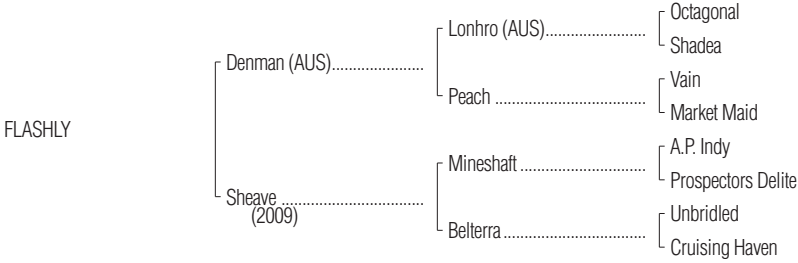 FLASHLY
Denman (AUS)......................
Sheave ..................................
(2009)
Lonhro (AUS)........................
Peach ....................................
Mineshaft ..............................
Belterra..................................
Octagonal
Shadea
Vain
Market Maid
A.P. Indy
Prospectors Delite
Unbridled
Cruising Haven